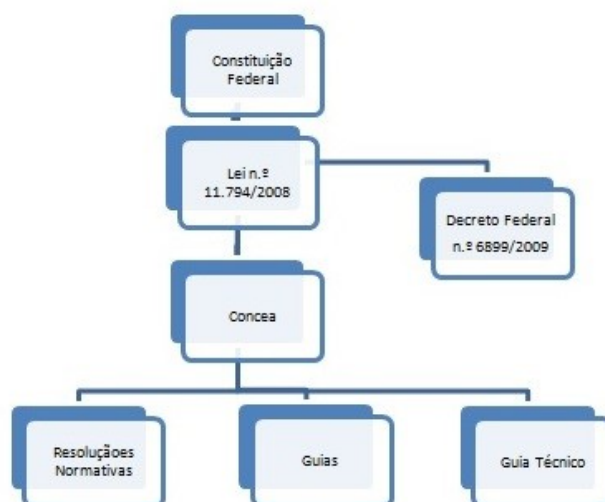 Constituição
Federal
Lei n.º
11.794/2008
Decreto Federal
n.º 6899/2009
Concea
Resoluçãoes
Normativas
Guias
Guia Técnico